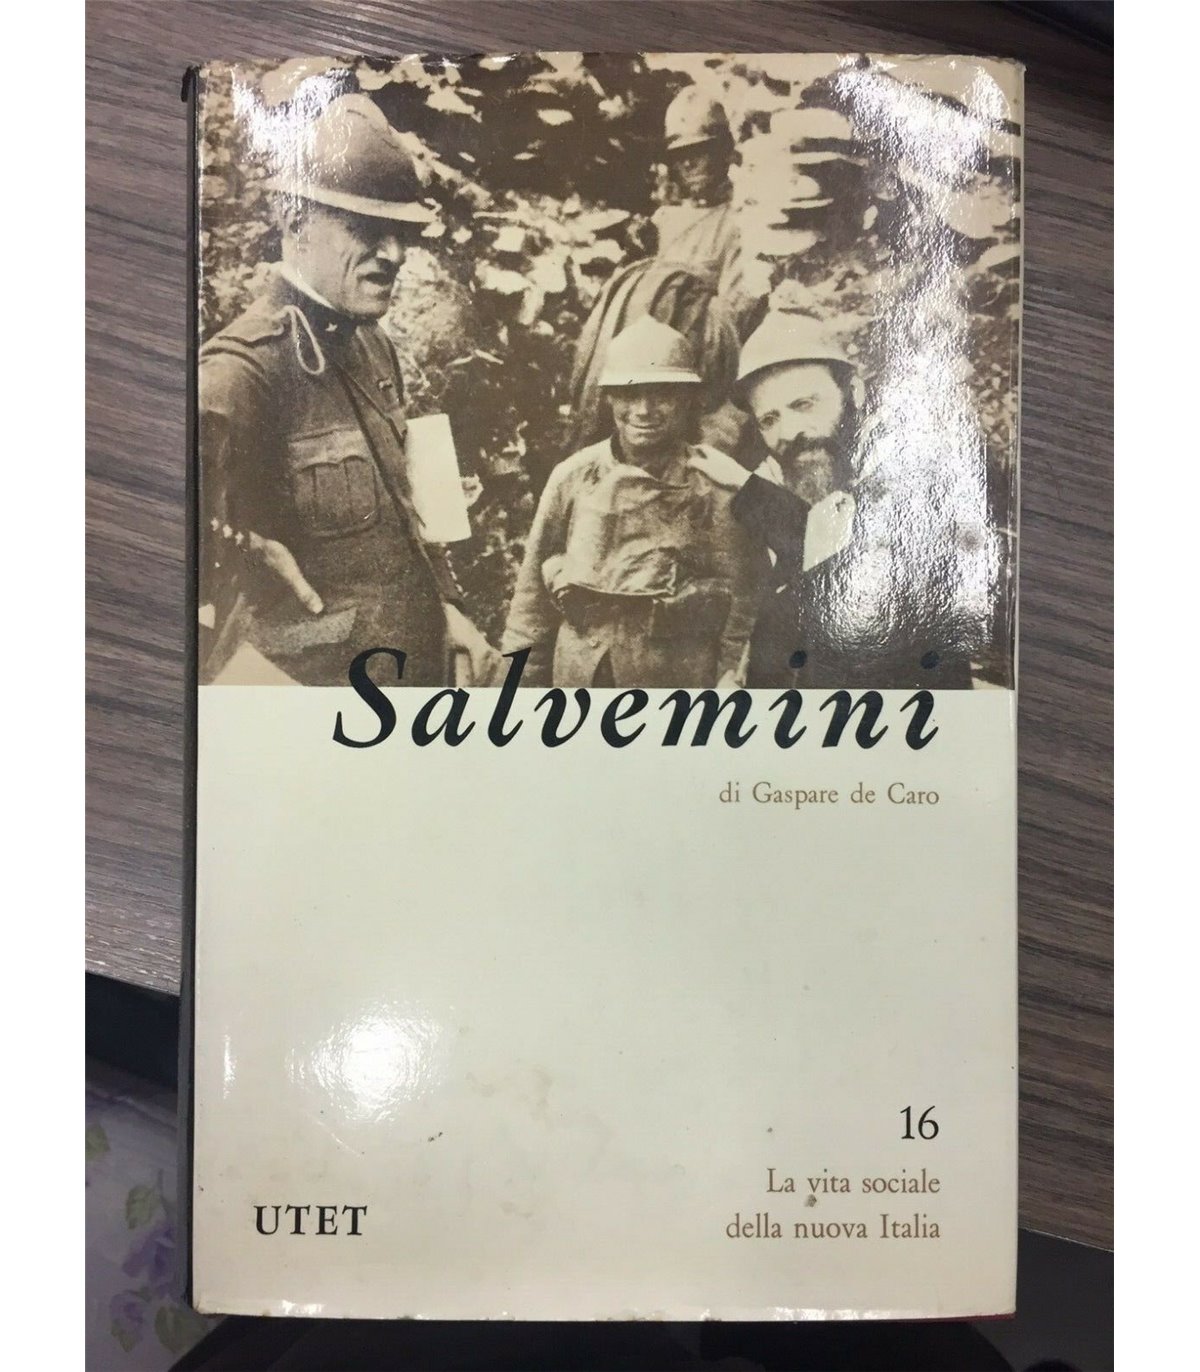 Salvemini
di Gaspare de Caro
16
La vita sociale
della nuova Italia
UTET